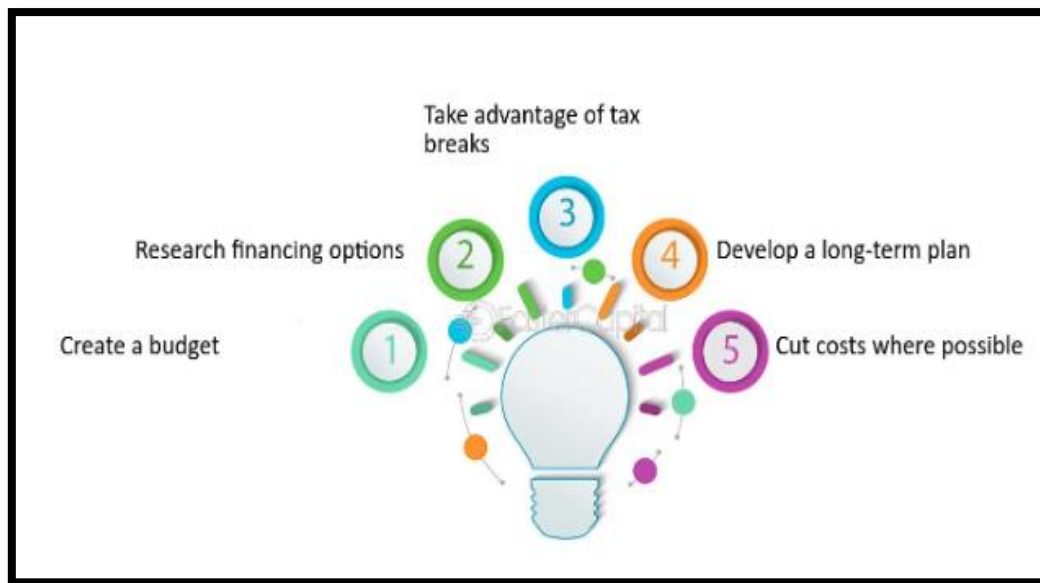 Take advantage of tax
breaks
3
Research financing options
2
4
Develop a long-term plan
FasterCapital
Create a budget
1
5
Cut costs where possible